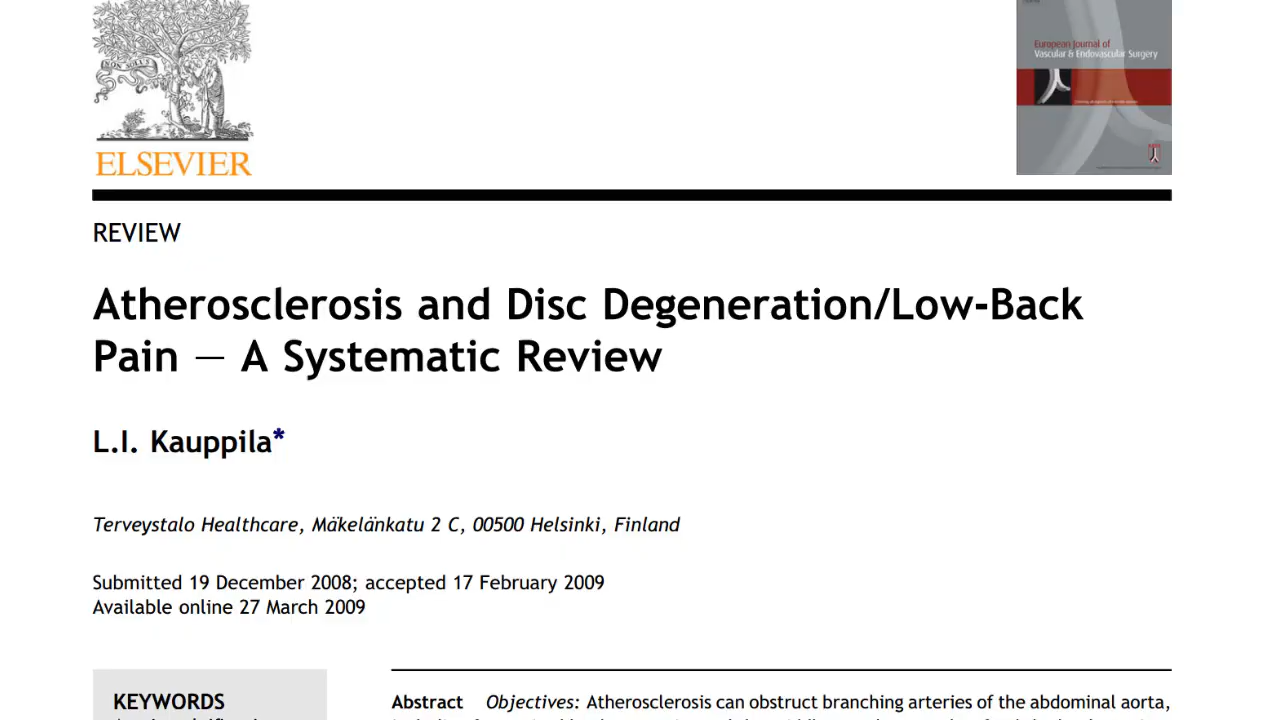 NON SOLUS
ELSEVIER
European Journal of
Vascular & Endovascular Surgery
REVIEW
Atherosclerosis and Disc Degeneration/Low-Back
Pain — A Systematic Review
L.I. Kauppila*
Terveystalo Healthcare, Mäkelänkatu 2 C, 00500 Helsinki, Finland
Submitted 19 December 2008; accepted 17 February 2009
Available online 27 March 2009
KEYWORDS
Abstract Objectives: Atherosclerosis can obstruct branching arteries of the abdominal aorta,